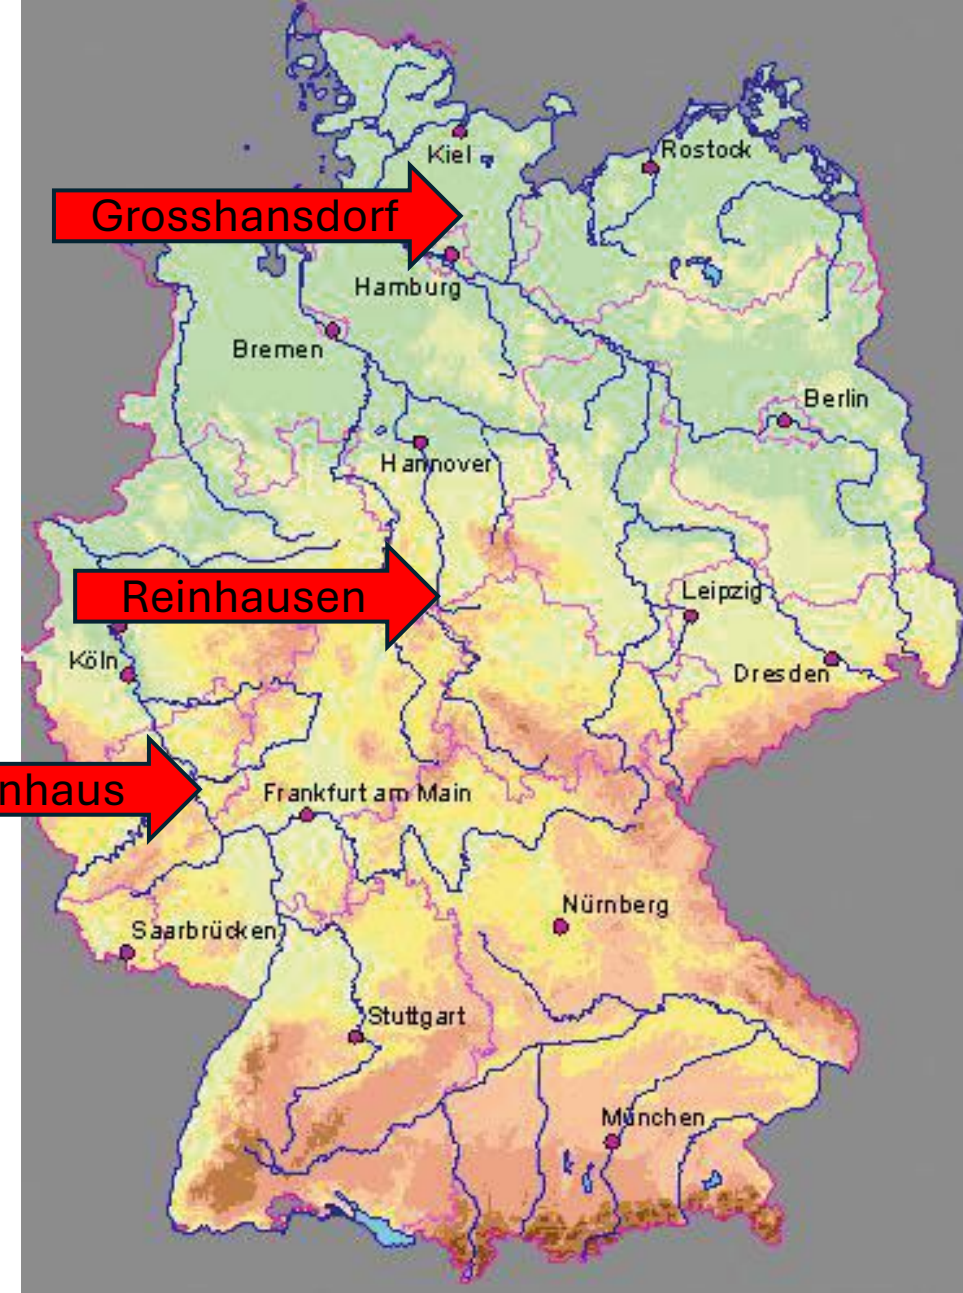 Kiel
Rostock
Grosshansdorf
Hamburg
Bremen
Berlin
Hannover
Reinhausen
Leipzig
Köln
Dresden
nhaus
Frankfurt am Main
Nürnberg
Saarbrücken
Stuttgart
München